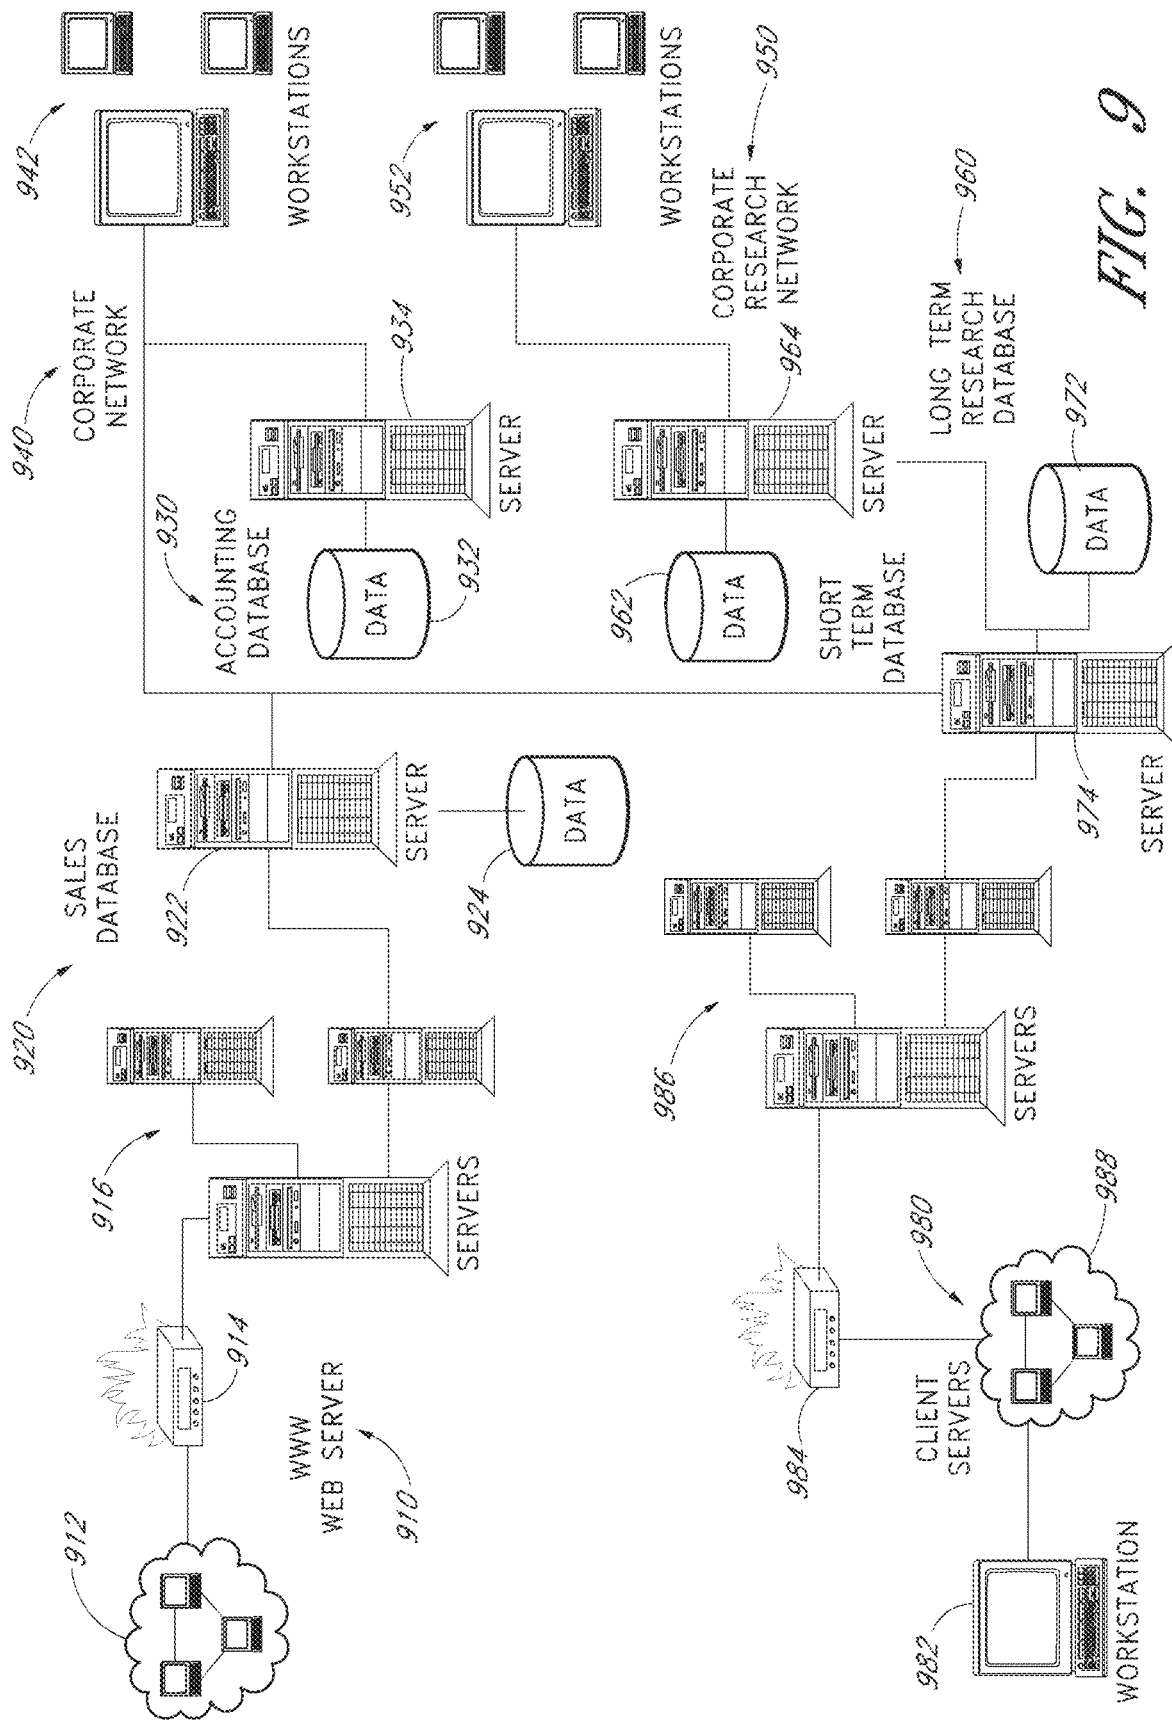 912
914
WWW
WEB SERVER
910
916
SERVERS
920
SALES
DATABASE
922
SERVER
924
DATA
930
ACCOUNTING
DATABASE
DATA
932
934
SERVER
940
CORPORATE
NETWORK
942
WORKSTATIONS
952
WORKSTATIONS
CORPORATE
RESEARCH
NETWORK
950
962
DATA
964
SERVER
SHORT
TERM
DATABASE
LONG TERM
RESEARCH
DATABASE
960
972
DATA
974
SERVER
986
SERVERS
984
980
CLIENT
SERVERS
988
982
WORKSTATION
FIG. 9